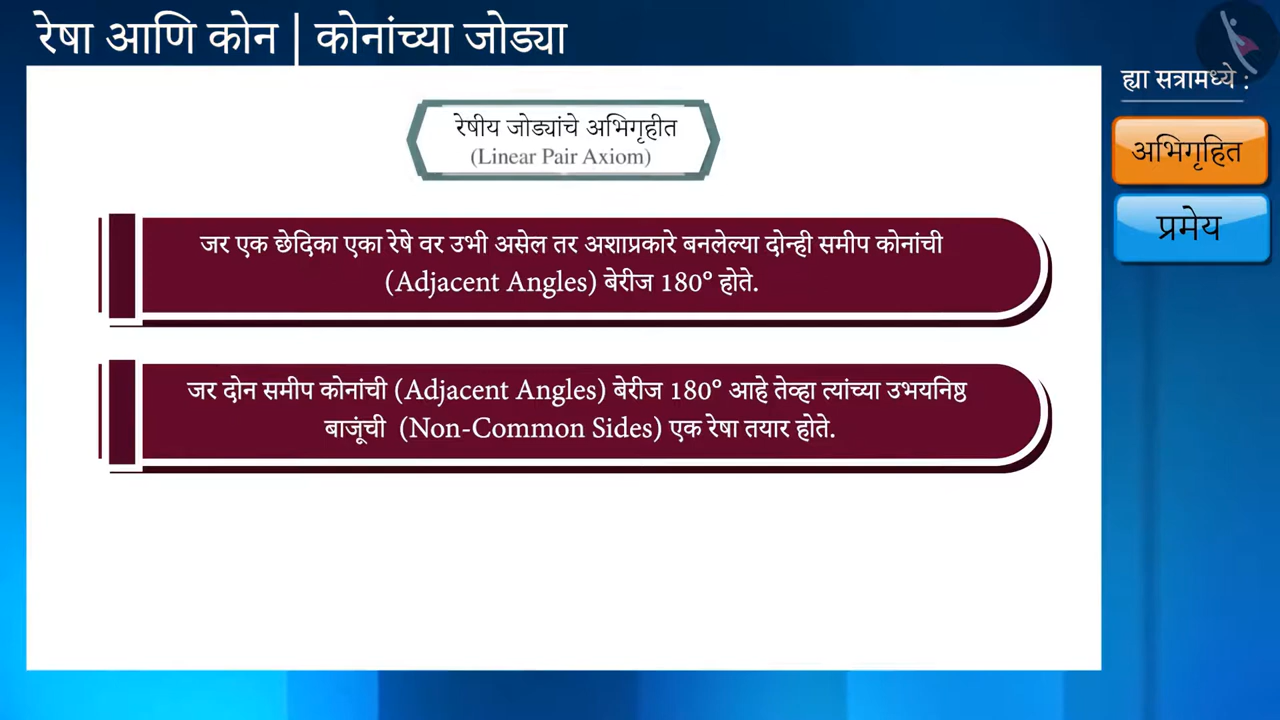 रेषा आणि कोन | कोनांच्या जोड्या
ह्या सत्रामध्ये :
अभिगृहित
प्रमेय
रेषीय जोड्यांचे अभिगृहीत
(Linear Pair Axiom)
जर एक छेदिका एका रेषे वर उभी असेल तर अशाप्रकारे बनलेल्या दोन्ही समीप कोनांची
(Adjacent Angles) बेरीज 180° होते.
जर दोन समीप कोनांची (Adjacent Angles) बेरीज 180° आहे तेव्हा त्यांच्या उभयनिष्ठ
बाजूंची (Non-Common Sides) एक रेषा तयार होते.